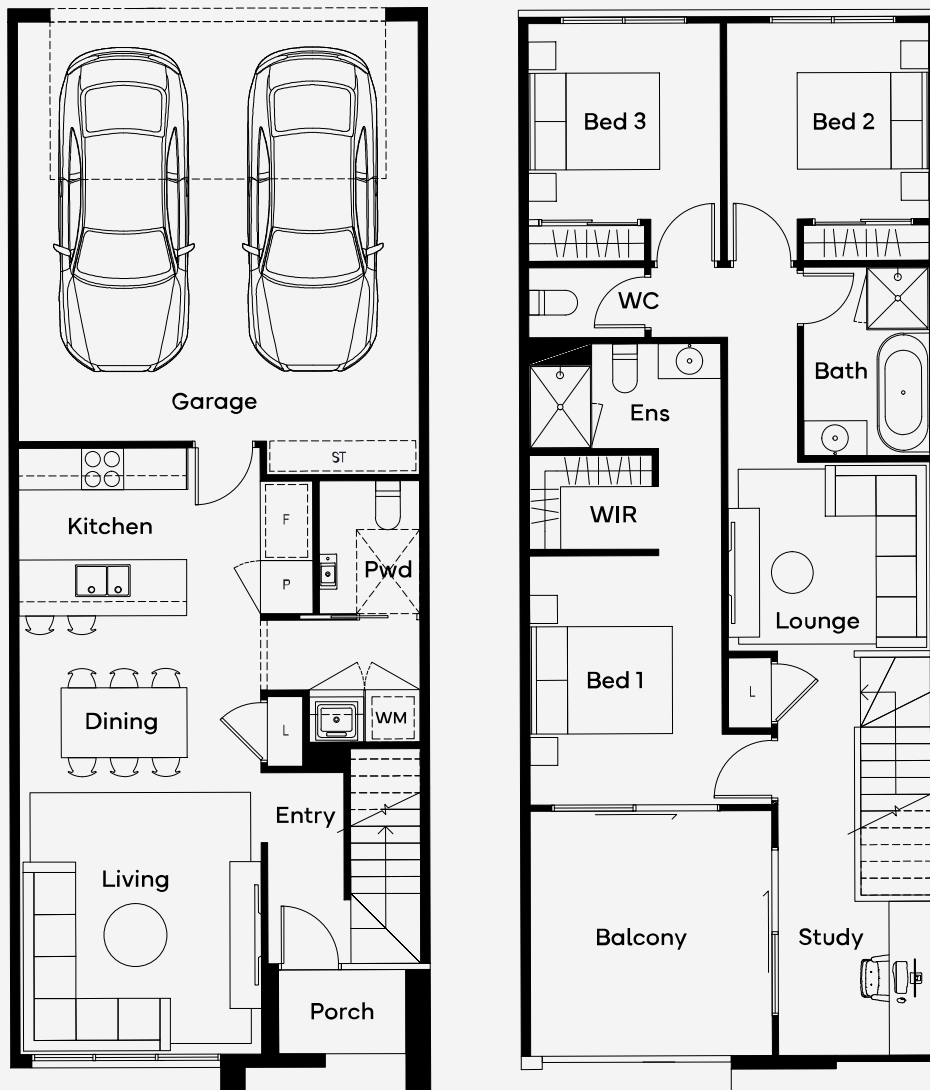 Garage
ST
Kitchen
F
P
Pwd
Dining
L
WM
Entry
Living
Porch
Bed 3
Bed 2
WC
Bath
Ens
WIR
Lounge
Bed 1
L
Balcony
Study